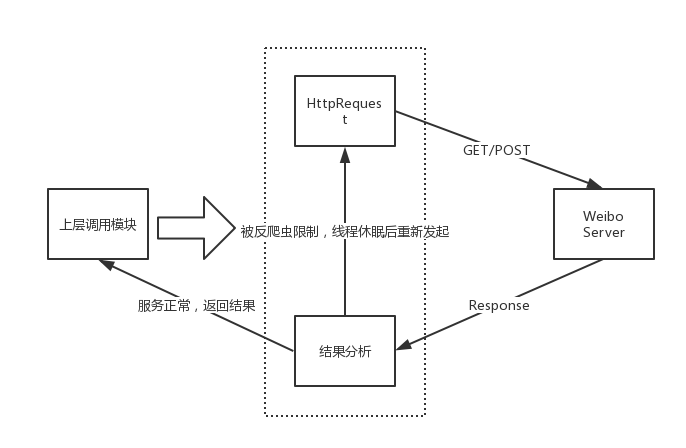 HttpReques
t
GET/POST
上层调用模块
Weibo
Server
被反爬虫限制，线程休眠后重新发起
服务正常，返回结果
Response
结果分析